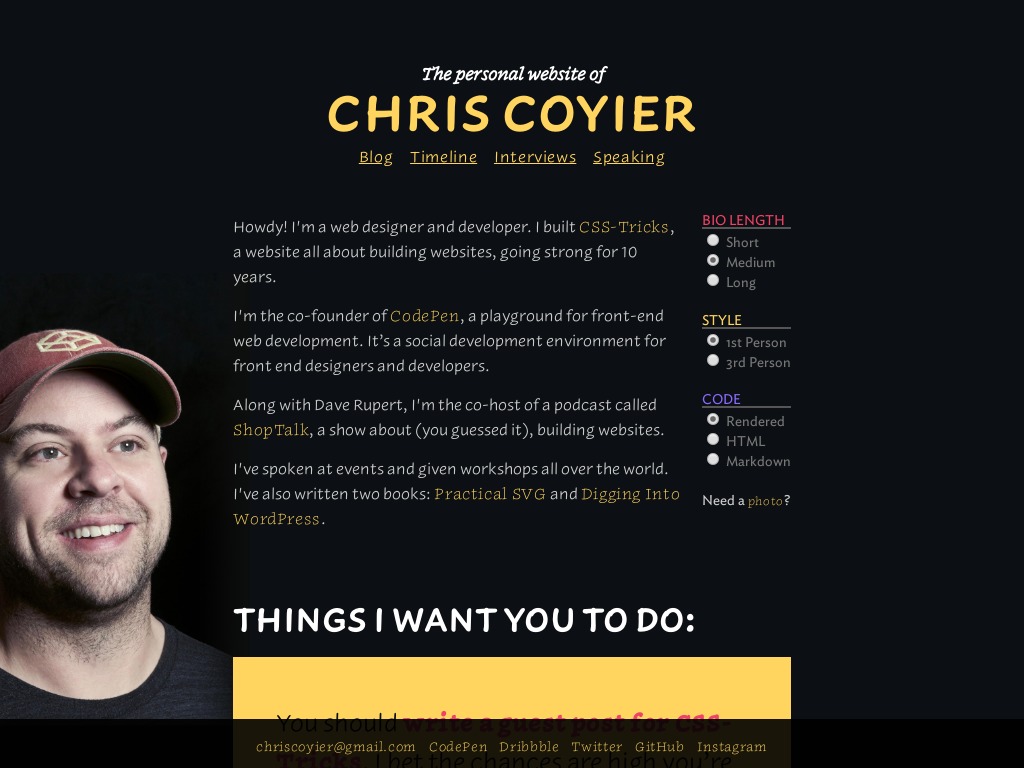 The personal website of
CHRIS COYIER
Blog Timeline Interviews Speaking
Howdy! I'm a web designer and developer. I built CSS-Tricks,
a website all about building websites, going strong for 10
years.
I'm the co-founder of CodePen, a playground for front-end
web development. It’s a social development environment for
front end designers and developers.
Along with Dave Rupert, I'm the co-host of a podcast called
ShopTalk, a show about (you guessed it), building websites.
I've spoken at events and given workshops all over the world.
I've also written two books: Practical SVG and Digging Into
WordPress.
BIO LENGTH
Short
Medium
Long
STYLE
1st Person
3rd Person
CODE
Rendered
HTML
Markdown
Need a photo?
THINGS I WANT YOU TO DO:
You should write a guest post for CSS-
Tricks. I bet the chances are high you're
chriscoyier@gmail.com CodePen Dribbble Twitter GitHub Instagram